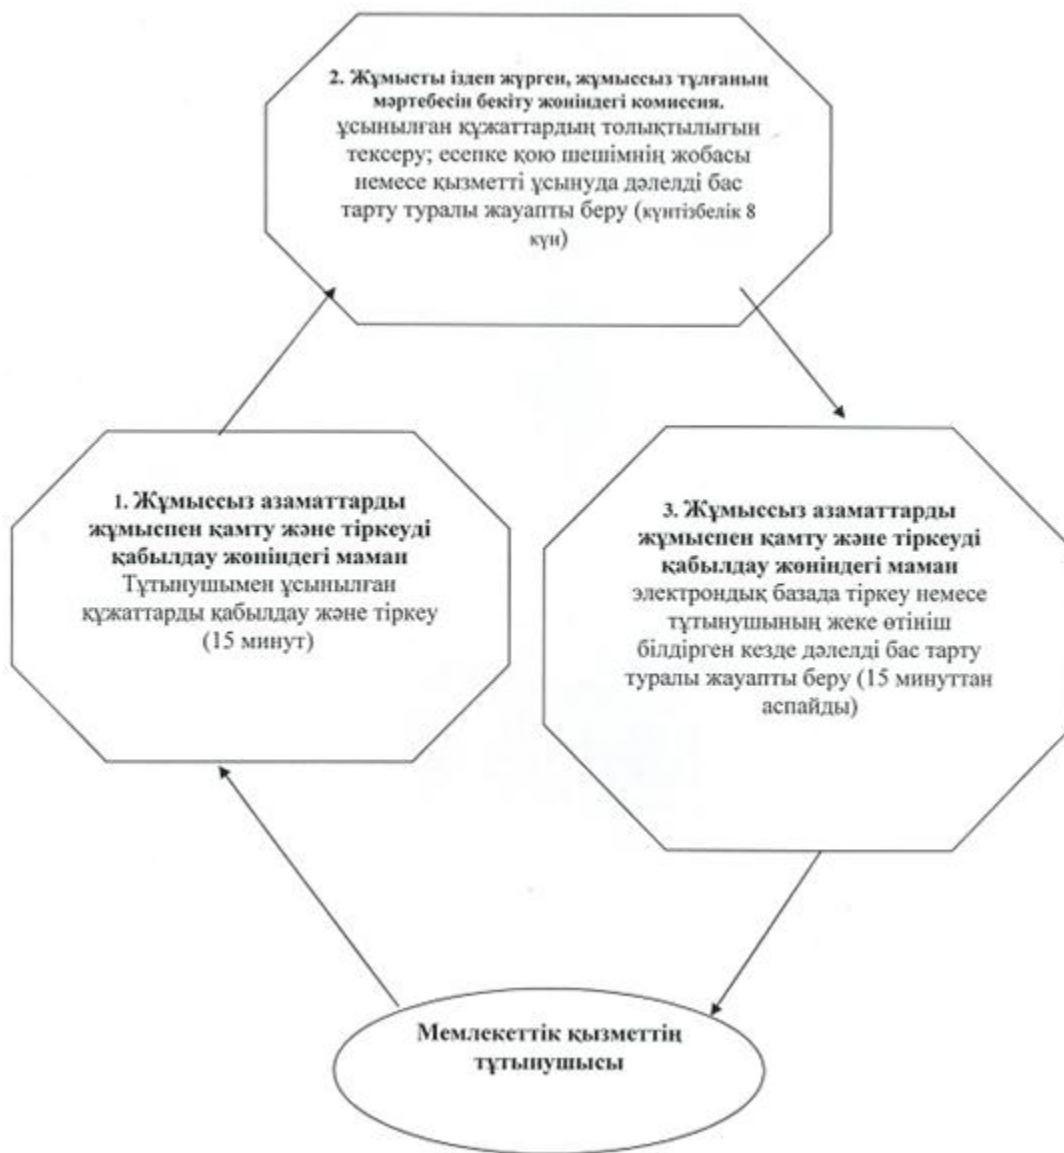 2. Жұмысты іздеп жүрген, жұмыссыз тұлғаның
мәртебесін бекіту жөніндегі комиссия.
ұсынылған құжаттардың толықтылығын
тексеру; есепке қою шешімнің жобасы
немесе қызметті ұсынуда дәлелді бас
тарту туралы жауапты беру (күнтізбелік 8
күн)
1. Жұмыссыз азаматтарды
жұмыспен қамту және тіркеуді
қабылдау жөніндегі маман
Тұтынушымен ұсынылған
құжаттарды қабылдау және тіркеу
(15 минут)
3. Жұмыссыз азаматтарды
жұмыспен қамту және тіркеуді
қабылдау жөніндегі маман
электрондық базада тіркеу немесе
тұтынушының жеке өтініш
білдірген кезде дәлелді бас тарту
туралы жауапты беру (15 минуттан
аспайды)
Мемлекеттік қызметтің
тұтынушысы